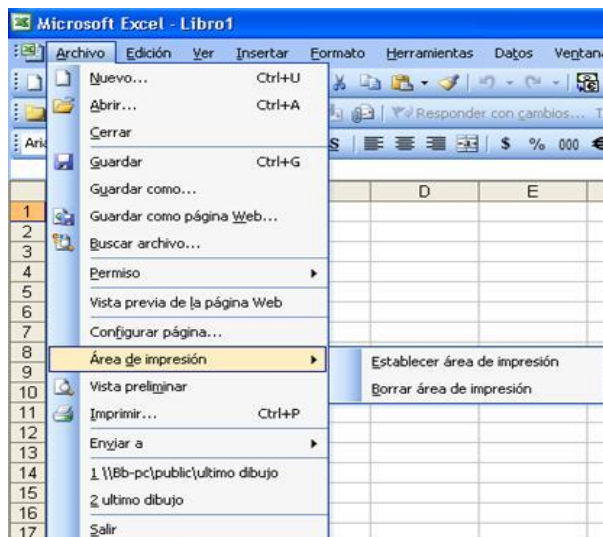 Microsoft Excel - Libro1
Archivo Edición Ver Insertar Formato Herramientas Datos
Nuevo... Ctrl+U
Abrir... Ctrl+A
Responder con cambios...
Cerrar
S $ % 000 €
Guardar Ctrl+G
Guardar como...
D E
1 Guardar como página Web...
2
Buscar archivo...
3
4 Permiso
5
Vista previa de la página Web
6
7 Configurar página...
8 Área de impresión Establecer área de impresión
9
10 Vista preliminar Borrar área de impresión
11 Imprimir... Ctrl+P
12
Enviar a
13
14 1 \\Bb-pc\public\ultimo dibujo
15
2 ultimo dibujo
16
17 Salir